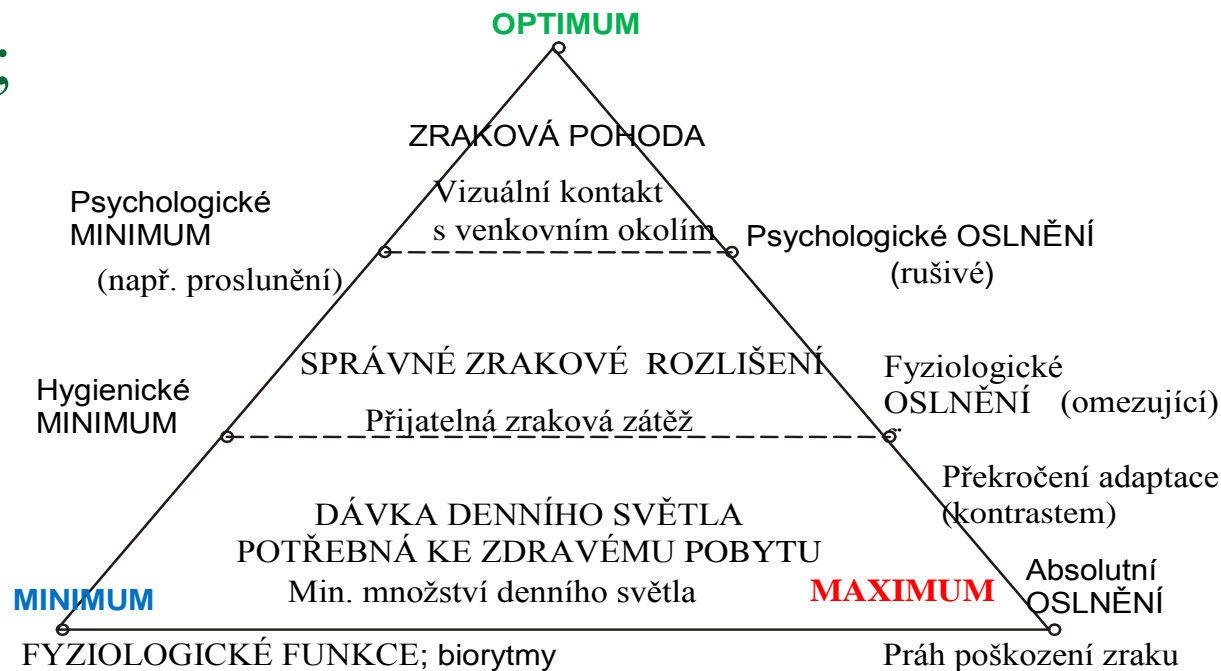 ;
OPTIMUM
ZRAKOVÁ POHODA
Psychologické
MINIMUM
(např. proslunění)
Vizuální kontakt
s venkovním okolím
Psychologické OSLNĚNÍ
(rušivé)
SPRÁVNÉ ZRAKOVÉ ROZLIŠENÍ
Hygienické
MINIMUM
Přijatelná zraková zátěž
Fyziologické
OSLNĚNÍ (omezující)
Překročení adaptace
(kontrastem)
DÁVKA DENNÍHO SVĚTLA
POTŘEBNÁ KE ZDRAVÉMU POBYTU
Min. množství denního světla
MINIMUM
MAXIMUM
Absolutní
OSLNĚNÍ
FYZIOLOGICKÉ FUNKCE; biorytmy
Práh poškození zraku